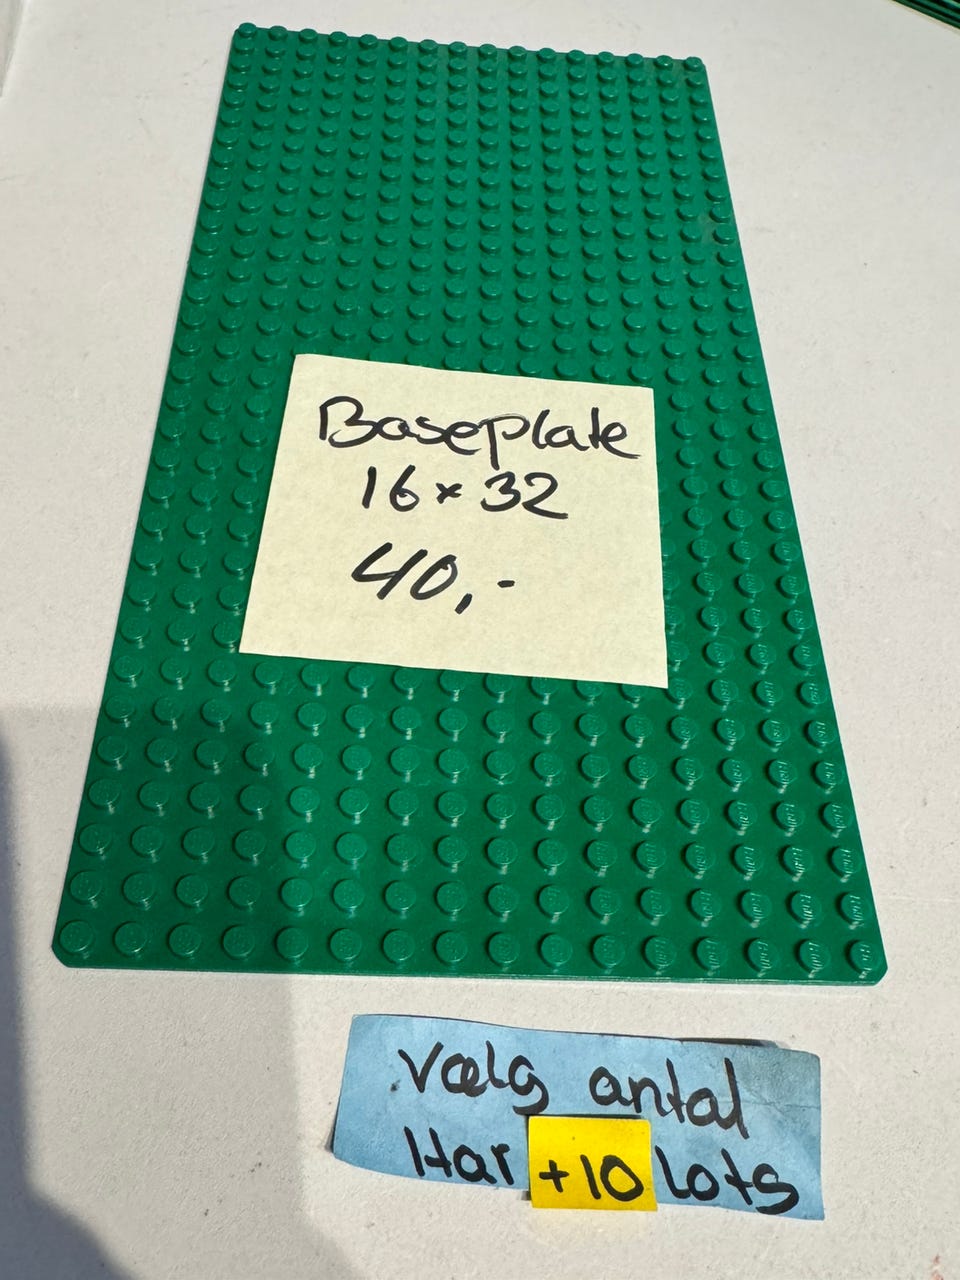 Baseplate
16 x 32
40,-
Vælg antal
Har +10 lots